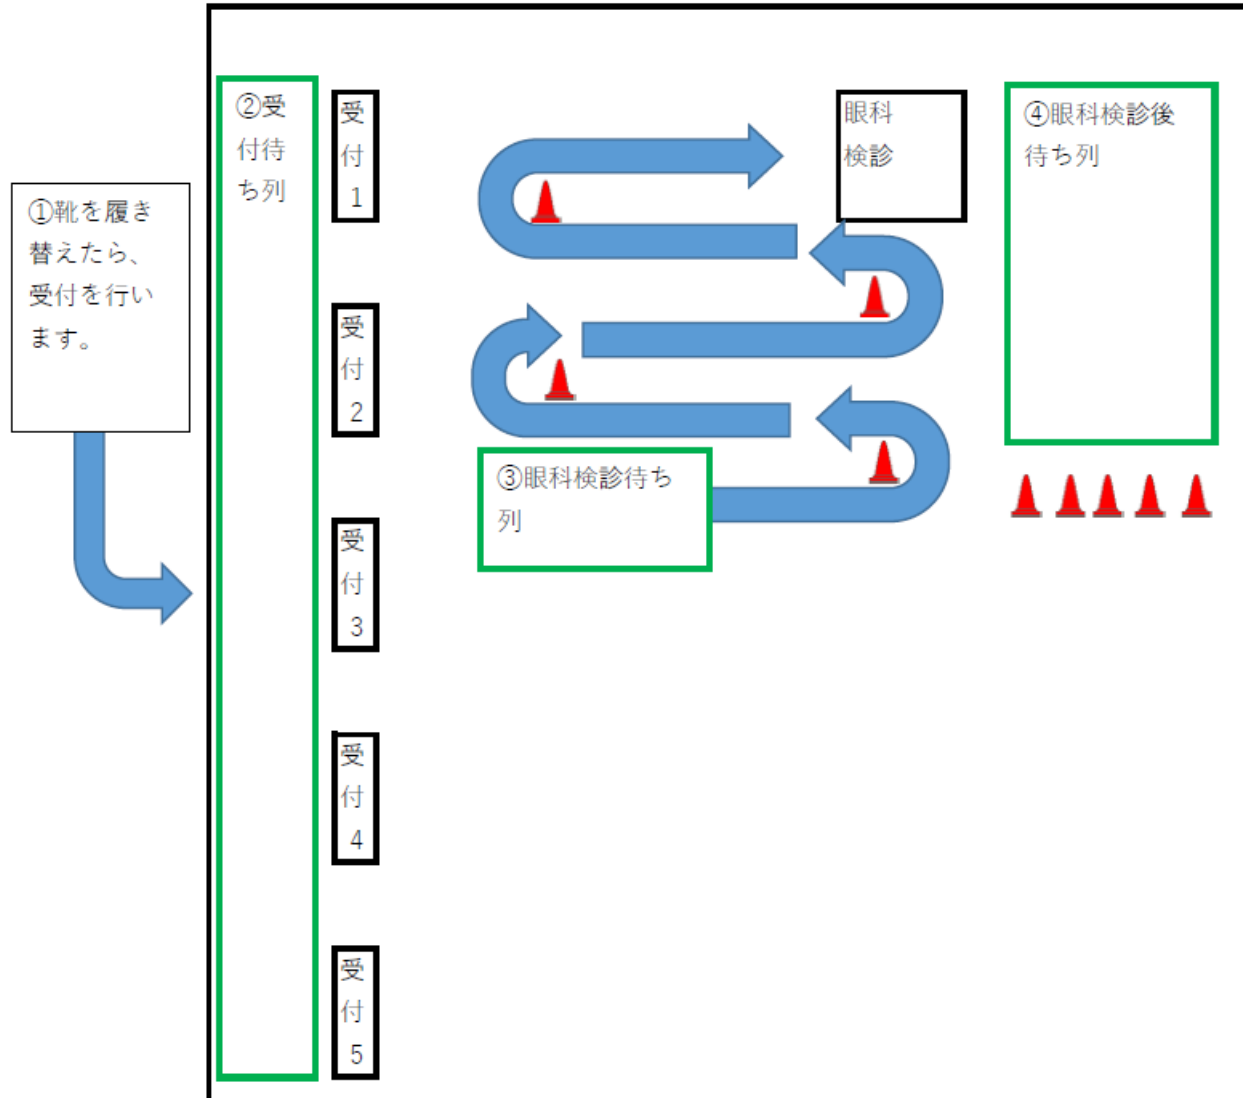 ①靴を履き
替えたら、
受付を行い
ます。
②受
付待
ち列
受
付
1
受
付
2
受
付
3
受
付
4
受
付
5
③眼科検診待ち
列
眼科
検診
④眼科検診後
待ち列